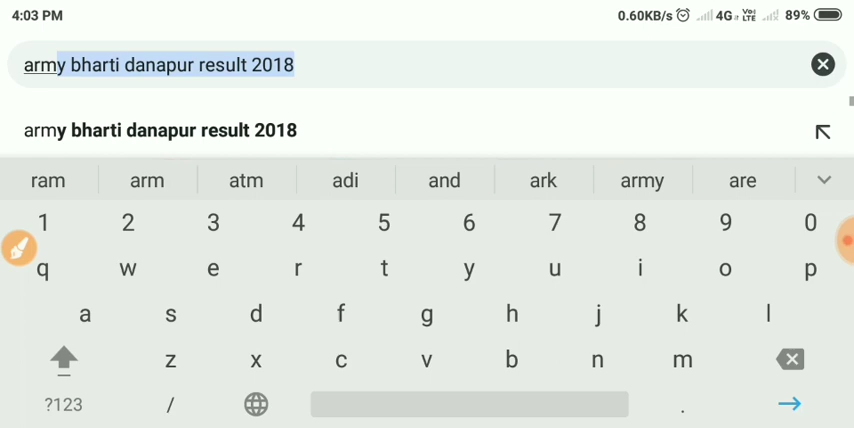 4:03 PM 0.60KB/s 4G Vo) LTE 89%
army bharti danapur result 2018
army bharti danapur result 2018
ram arm atm adi and ark army are
1 2 3 4 5 6 7 8 9 0
q w e r t y u i o p
a s d f g h j k l
z x c v b n m
?123 / .